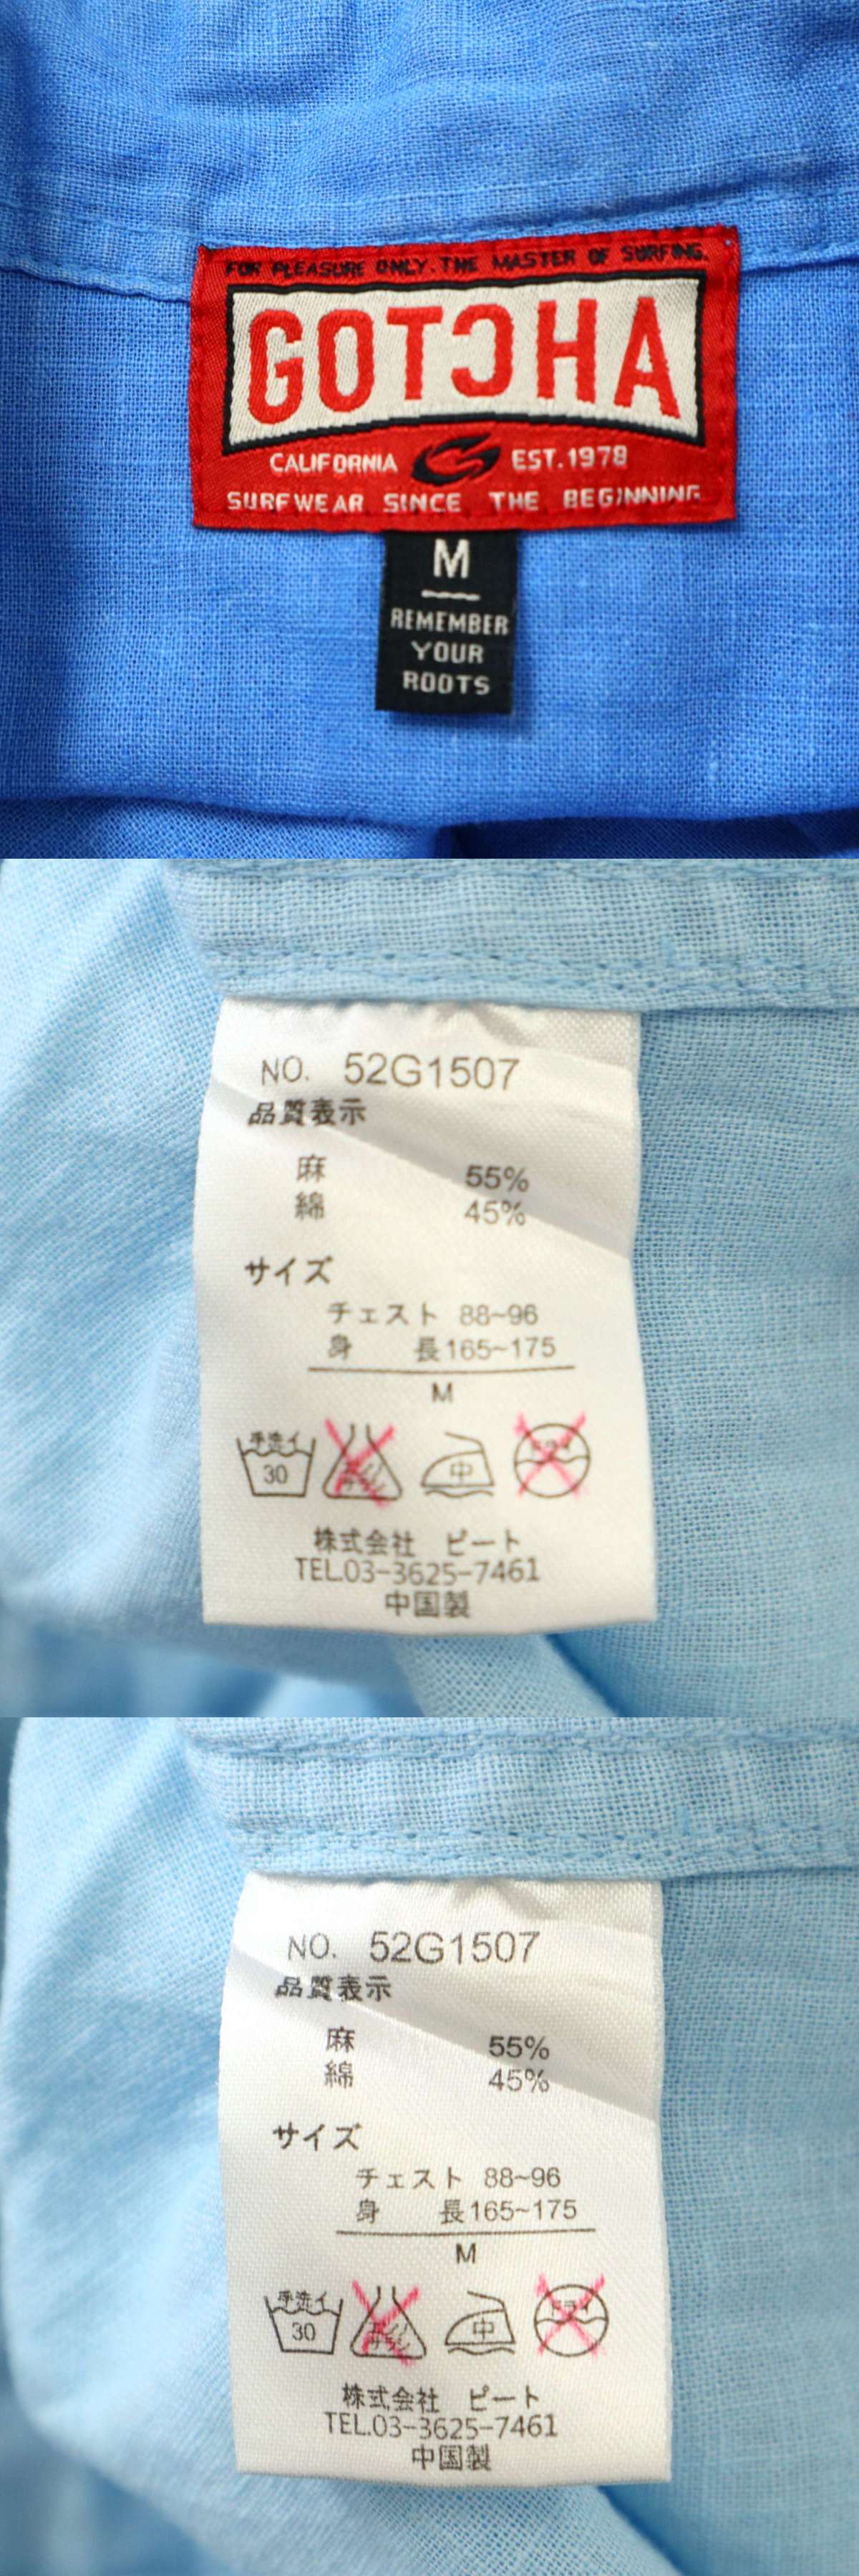 FOR PLEASURE ONLY. THE MASTER OF SURFING.
GOTCHA
CALIFORNIA EST.1978
SURFWEAR SINCE THE BEGINNING
M
REMEMBER
YOUR
ROOTS
NO. 52G1507
品質表示
麻 55%
綿 45%
サイズ
チェスト 88~96
身 長165~175
M
手洗イ
30
中
株式会社 ビート
TEL.03-3625-7461
中国製
NO. 52G1507
品質表示
麻 55%
綿 45%
サイズ
チェスト 88~96
身 長165~175
M
手洗イ
30
中
ドライ
株式会社 ビート
TEL.03-3625-7461
中国製